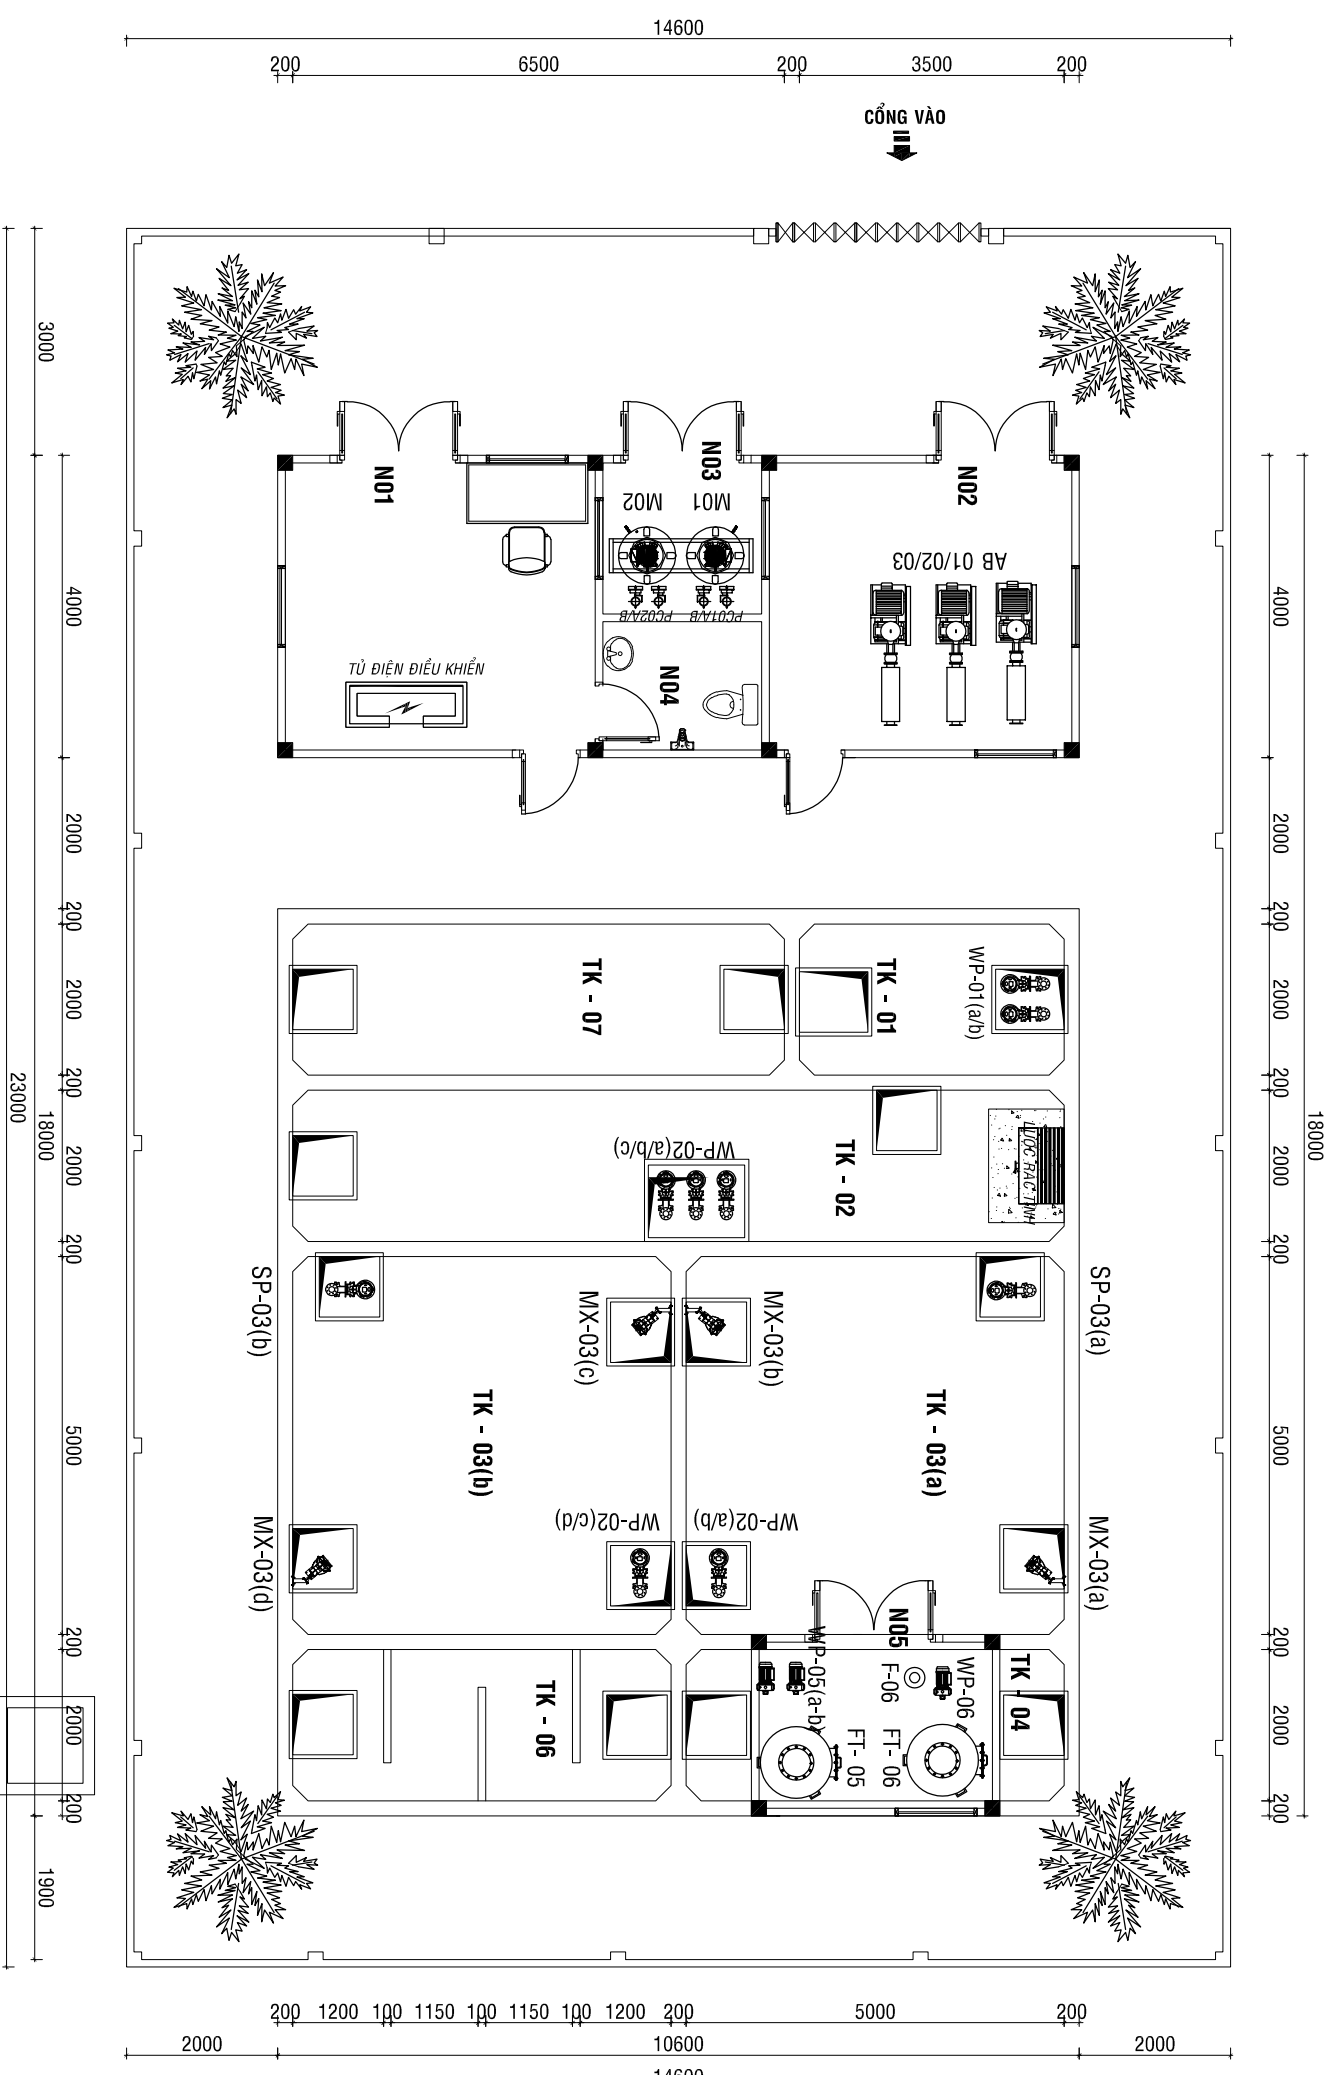 14600
200 6500 200 3500 200
CỔNG VÀO
3000
4000
2000
200
2000
200
2000
200
5000
200
2000
200
1900
18000
23000
N01
N03
N02
M02 M01
AB 01/02/03
PC02A/B PC01A/B
TỦ ĐIỆN ĐIỀU KHIỂN
N04
4000
2000
200
2000
200
2000
200
5000
200
2000
200
18000
TK - 07
TK - 01
WP-01(a/b)
WP-02(a/b/c)
TK - 02
LƯỢC RÁC TINH
SP-03(b)
MX-03(c)
MX-03(b)
SP-03(a)
TK - 03(b)
TK - 03(a)
WP-02(c/d)
WP-02(a/b)
MX-03(d)
MX-03(a)
N05
TK - 06
WP-05(a-b)
F-06
WP-06
TK - 04
FT- 05
FT- 06
200 1200 100 1150 100 1150 100 1200 200 5000 200
2000 10600 2000
14600